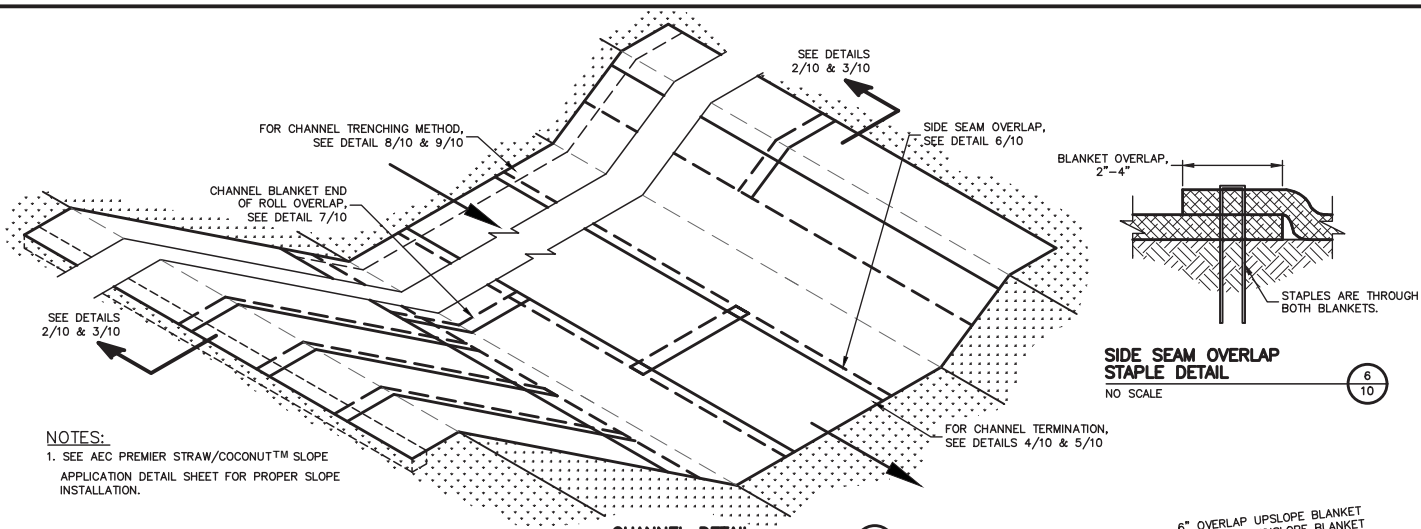 SEE DETAILS
2/10 & 3/10
FOR CHANNEL TRENCHING METHOD,
SEE DETAIL 8/10 & 9/10
SIDE SEAM OVERLAP,
SEE DETAIL 6/10
BLANKET OVERLAP,
2"-4"
CHANNEL BLANKET END
OF ROLL OVERLAP,
SEE DETAIL 7/10
SEE DETAILS
2/10 & 3/10
STAPLES ARE THROUGH
BOTH BLANKETS.
SIDE SEAM OVERLAP
STAPLE DETAIL
NO SCALE
6
10
FOR CHANNEL TERMINATION,
SEE DETAILS 4/10 & 5/10
NOTES:
1. SEE AEC PREMIER STRAW/COCONUT™ SLOPE
APPLICATION DETAIL SHEET FOR PROPER SLOPE
INSTALLATION.
CHANNEL DETAIL
6" OVERLAP UPSLOPE BLANKET